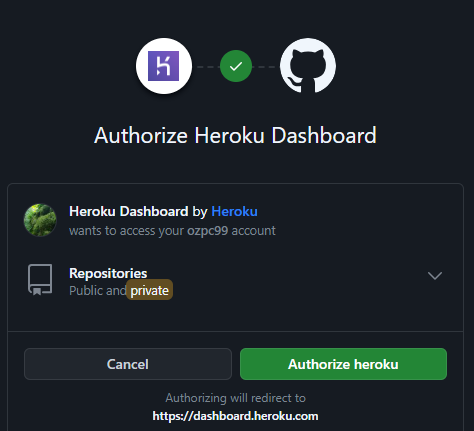 Authorize Heroku Dashboard
Heroku Dashboard by Heroku
wants to access your ozpc99 account
Repositories
Public and private
Cancel
Authorize heroku
Authorizing will redirect to
https://dashboard.heroku.com